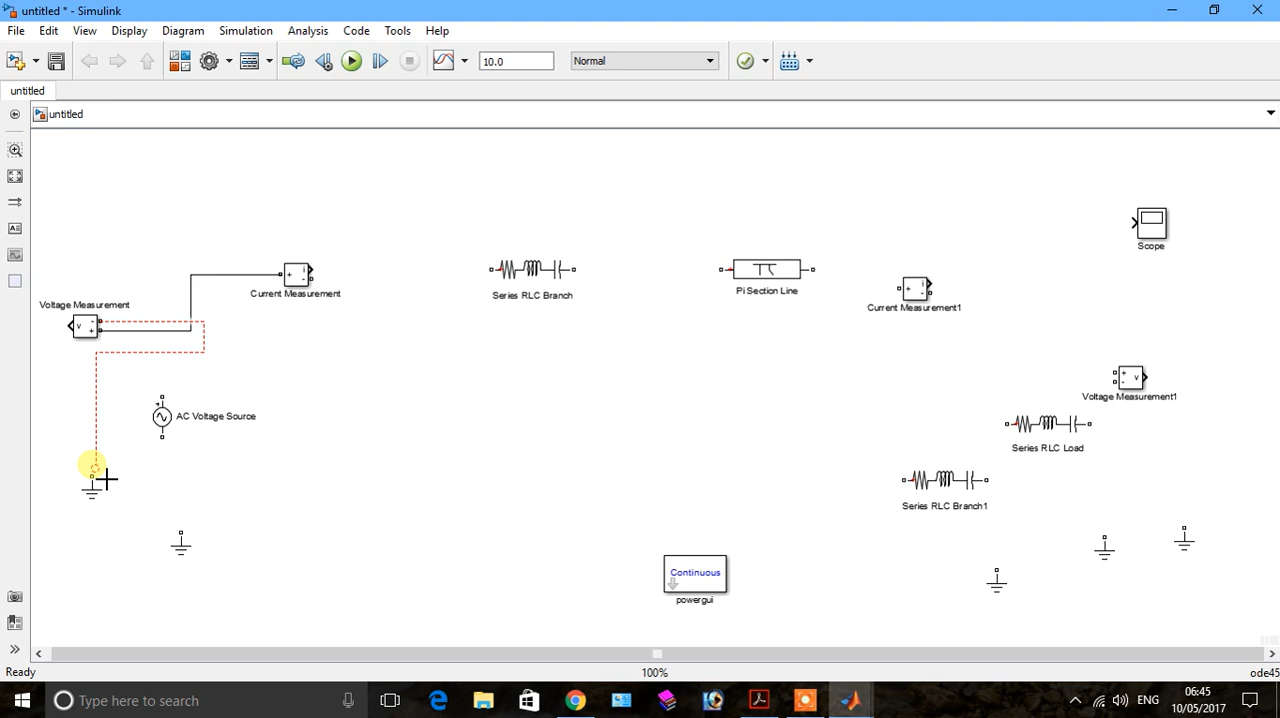 untitled * - Simulink
File Edit View Display Diagram Simulation Analysis Code Tools Help
10.0 Normal
untitled
untitled
Scope
i + -
Current Measurement
Series RLC Branch
Pi Section Line
i + -
Current Measurement1
Voltage Measurement
v - +
AC Voltage Source
+ - v
Voltage Measurement1
Series RLC Load
Series RLC Branch1
Continuous
powergui
Ready 100% ode45
Type here to search
ENG
06:45
10/05/2017